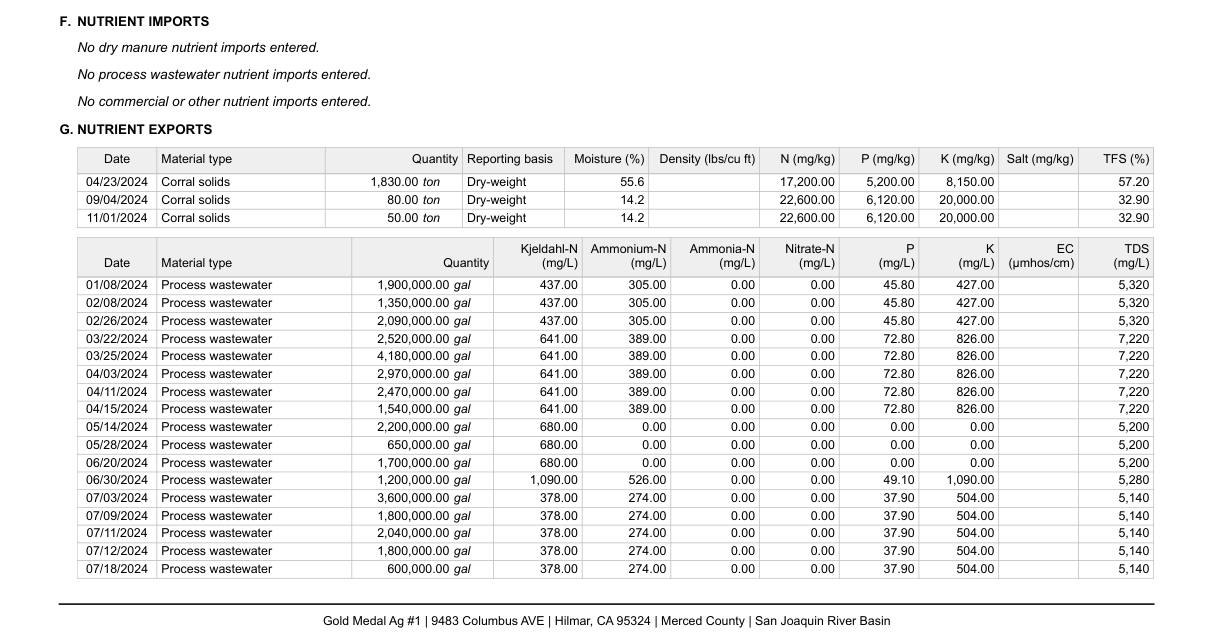 F. NUTRIENT IMPORTS
No dry manure nutrient imports entered.
No process wastewater nutrient imports entered.
No commercial or other nutrient imports entered.
G. NUTRIENT EXPORTS
Date Material type Quantity Reporting basis Moisture (%) Density (lbs/cu ft) N (mg/kg) P (mg/kg) K (mg/kg) Salt (mg/kg) TFS (%)
04/23/2024 Corral solids 1,830.00 ton Dry-weight 55.6 17,200.00 5,200.00 8,150.00 57.20
09/04/2024 Corral solids 80.00 ton Dry-weight 14.2 22,600.00 6,120.00 20,000.00 32.90
11/01/2024 Corral solids 50.00 ton Dry-weight 14.2 22,600.00 6,120.00 20,000.00 32.90
Kjeldahl-N Ammonium-N Ammonia-N Nitrate-N P K EC TDS
Date Material type Quantity (mg/L) (mg/L) (mg/L) (mg/L) (mg/L) (mg/L) (µmhos/cm) (mg/L)
01/08/2024 Process wastewater 1,900,000.00 gal 437.00 305.00 0.00 0.00 45.80 427.00 5,320
02/08/2024 Process wastewater 1,350,000.00 gal 437.00 305.00 0.00 0.00 45.80 427.00 5,320
02/26/2024 Process wastewater 2,090,000.00 gal 437.00 305.00 0.00 0.00 45.80 427.00 5,320
03/22/2024 Process wastewater 2,520,000.00 gal 641.00 389.00 0.00 0.00 72.80 826.00 7,220
03/25/2024 Process wastewater 4,180,000.00 gal 641.00 389.00 0.00 0.00 72.80 826.00 7,220
04/03/2024 Process wastewater 2,970,000.00 gal 641.00 389.00 0.00 0.00 72.80 826.00 7,220
04/11/2024 Process wastewater 2,470,000.00 gal 641.00 389.00 0.00 0.00 72.80 826.00 7,220
04/15/2024 Process wastewater 1,540,000.00 gal 641.00 389.00 0.00 0.00 72.80 826.00 7,220
05/14/2024 Process wastewater 2,200,000.00 gal 680.00 0.00 0.00 0.00 0.00 0.00 5,200
05/28/2024 Process wastewater 650,000.00 gal 680.00 0.00 0.00 0.00 0.00 0.00 5,200
06/20/2024 Process wastewater 1,700,000.00 gal 680.00 0.00 0.00 0.00 0.00 0.00 5,200
06/30/2024 Process wastewater 1,200,000.00 gal 1,090.00 526.00 0.00 0.00 49.10 1,090.00 5,280
07/03/2024 Process wastewater 3,600,000.00 gal 378.00 274.00 0.00 0.00 37.90 504.00 5,140
07/09/2024 Process wastewater 1,800,000.00 gal 378.00 274.00 0.00 0.00 37.90 504.00 5,140
07/11/2024 Process wastewater 2,040,000.00 gal 378.00 274.00 0.00 0.00 37.90 504.00 5,140
07/12/2024 Process wastewater 1,800,000.00 gal 378.00 274.00 0.00 0.00 37.90 504.00 5,140
07/18/2024 Process wastewater 600,000.00 gal 378.00 274.00 0.00 0.00 37.90 504.00 5,140
Gold Medal Ag #1 | 9483 Columbus AVE | Hilmar, CA 95324 | Merced County | San Joaquin River Basin